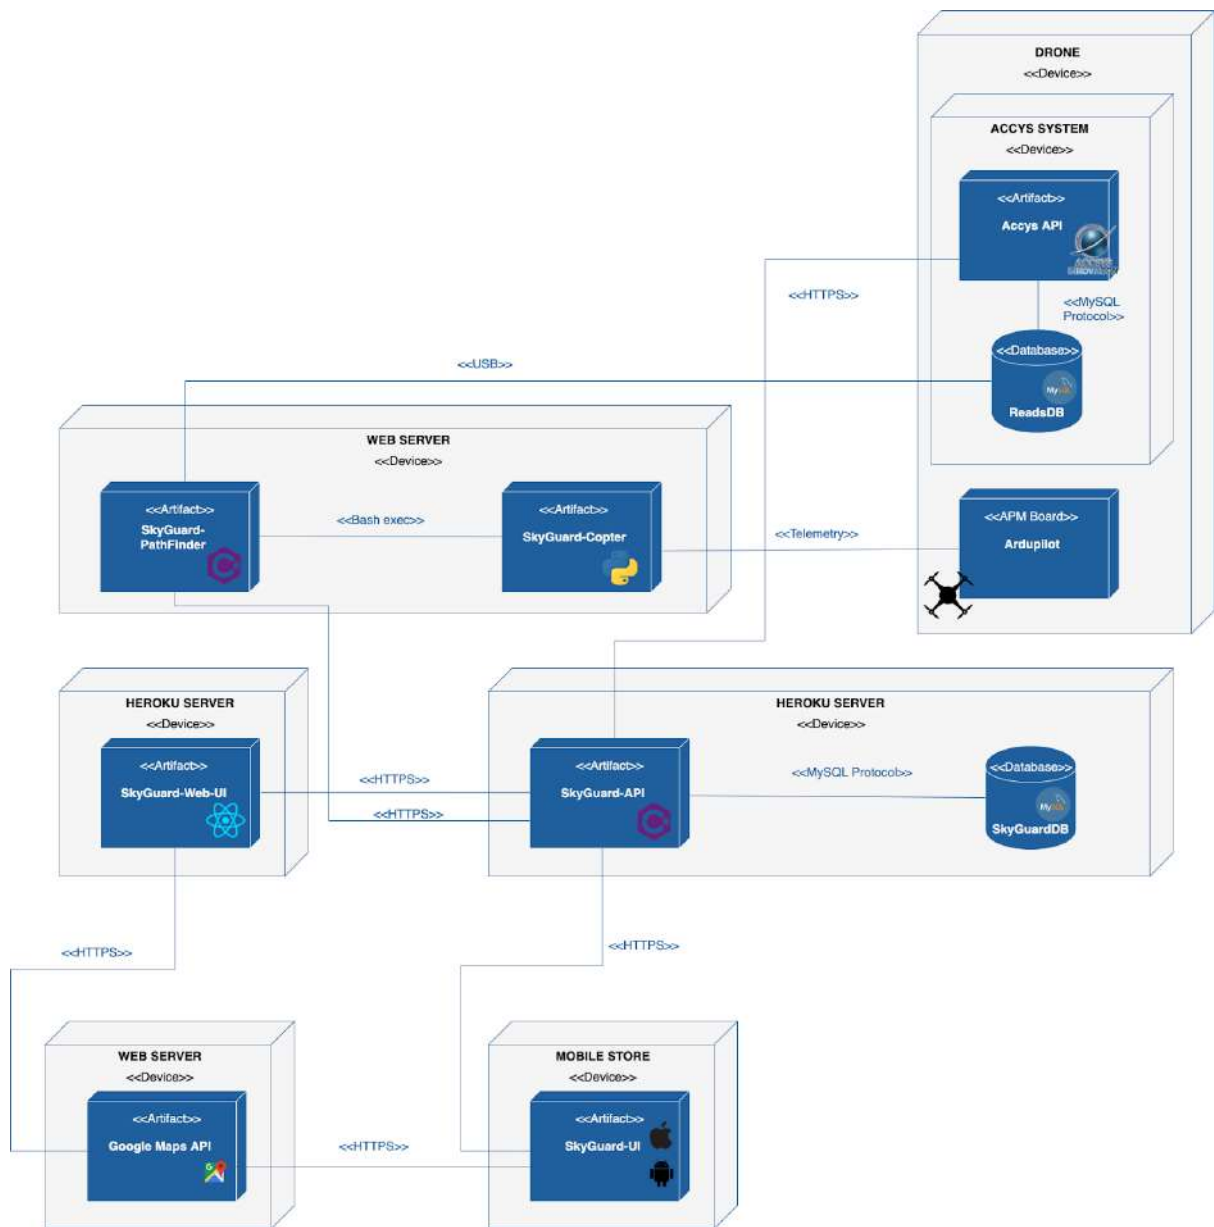 DRONE
<<Device>>
ACCYS SYSTEM
<<Device>>
<<Artifact>>
Accys API
ACCYS
<<HTTPS>>
<<MySQL
Protocol>>
<<Database>>
ReadsDB
<<USB>>
WEB SERVER
<<Device>>
<<Artifact>>
SkyGuard-
PathFinder
<<Bash exec>>
<<Artifact>>
SkyGuard-Copter
<<Telemetry>>
<<APM Board>>
Ardupilot
HEROKU SERVER
<<Device>>
<<Artifact>>
SkyGuard-Web-UI
<<HTTPS>>
<<HTTPS>>
HEROKU SERVER
<<Device>>
<<Artifact>>
SkyGuard-API
<<MySQL Protocol>>
<<Database>>
SkyGuardDB
<<HTTPS>>
<<HTTPS>>
WEB SERVER
<<Device>>
<<Artifact>>
Google Maps API
<<HTTPS>>
MOBILE STORE
<<Device>>
<<Artifact>>
SkyGuard-UI